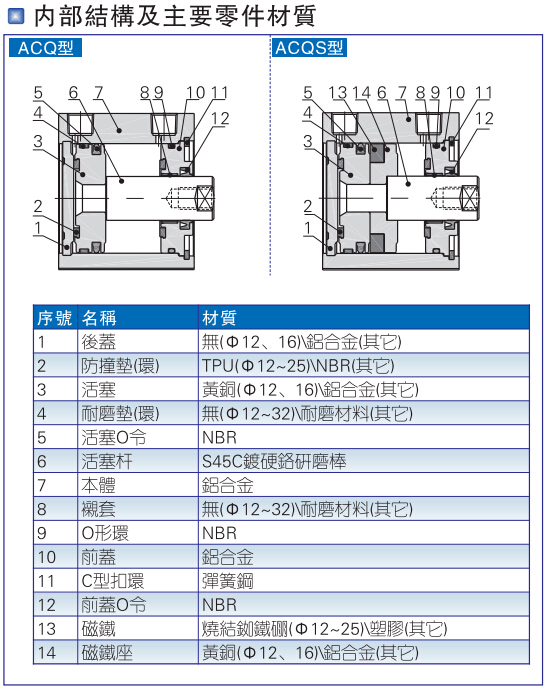 內部結構及主要零件材質
ACQ型
ACQS型
5 6 7 8 9 10 11
4 12
3
2
1
5 13 14 6 7 8 9 10 11
4 12
3
2
1
序號 名稱 材質
1 後蓋 無(Φ12、16)\鋁合金(其它)
2 防撞墊(環) TPU(Φ12~25)\NBR(其它)
3 活塞 黃銅(Φ12、16)\鋁合金(其它)
4 耐磨墊(環) 無(Φ12~32)\耐磨材料(其它)
5 活塞O令 NBR
6 活塞杆 S45C鍍硬鉻研磨棒
7 本體 鋁合金
8 襯套 無(Φ12~32)\耐磨材料(其它)
9 O形環 NBR
10 前蓋 鋁合金
11 C型扣環 彈簧鋼
12 前蓋O令 NBR
13 磁鐵 燒結釹鐵硼(Φ12~25)\塑膠(其它)
14 磁鐵座 黃銅(Φ12、16)\鋁合金(其它)